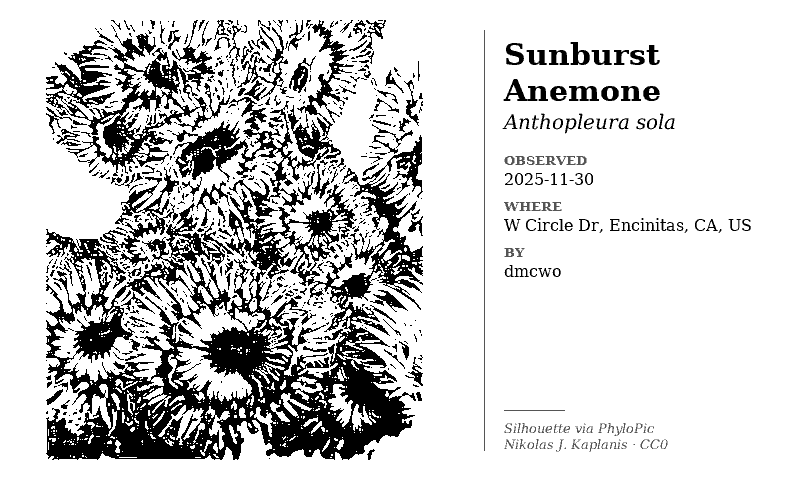 Sunburst
Anemone
Anthopleura sola
OBSERVED
2025-11-30
WHERE
W Circle Dr, Encinitas, CA, US
BY
dmcwo
Silhouette via PhyloPic
Nikolas J. Kaplanis · CC0